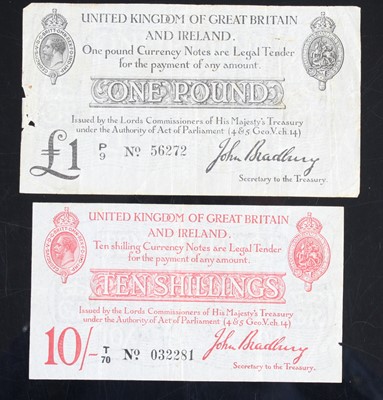 UNITED KINGDOM OF GREAT BRITAIN
AND IRELAND.
One pound Currency Notes are Legal Tender
for the payment of any amount.
ONE POUND
Issued by the Lords Commissioners of His Majesty's Treasury
under the Authority of Act of Parliament (4 & 5 Geo.V. ch.14)
£1 P/9 No. 56272 John Bradbury
Secretary to the Treasury.
UNITED KINGDOM OF GREAT BRITAIN
AND IRELAND.
Ten shilling Currency Notes are Legal Tender
for the payment of any amount.
TEN SHILLINGS
Issued by the Lords Commissioners of His Majesty's Treasury
under the Authority of Act of Parliament (4 & 5 Geo.V. ch.14)
10/- T/70 No. 032281 John Bradbury
Secretary to the Treasury.